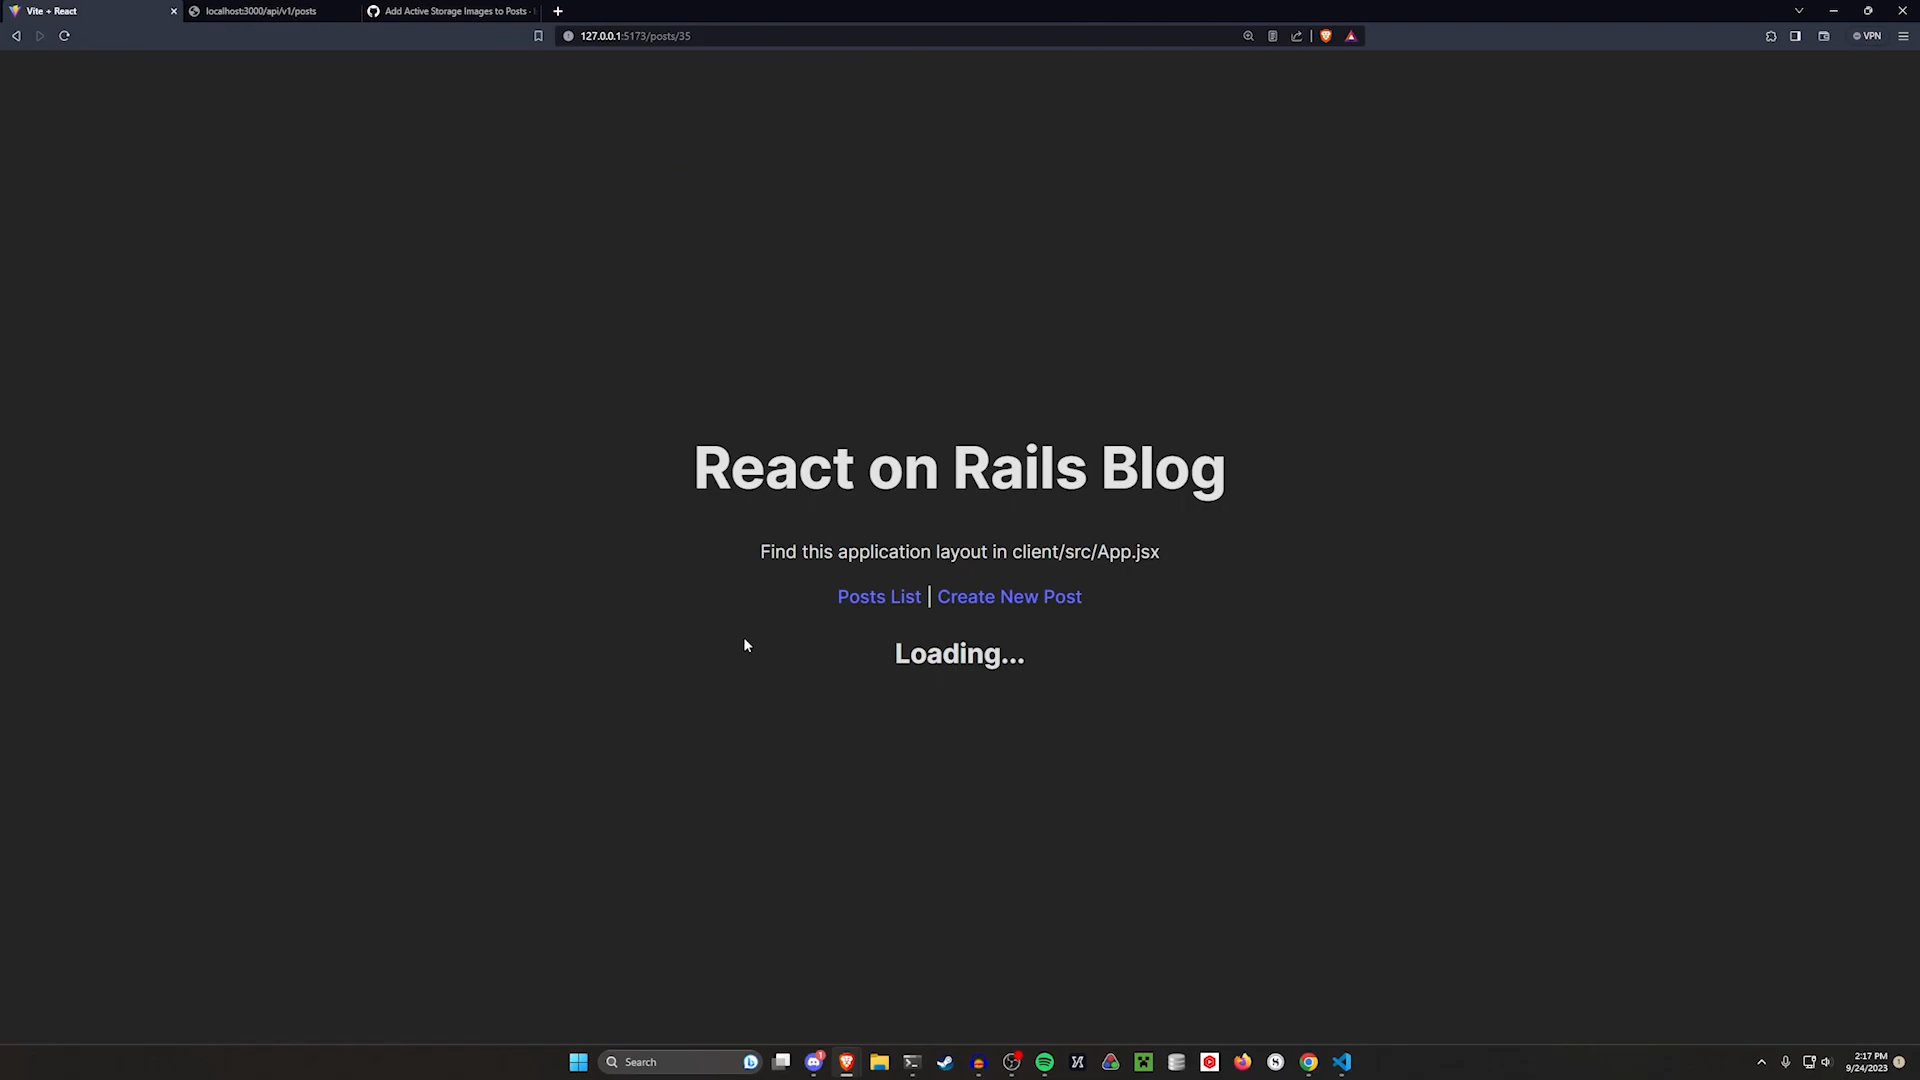 Vite + React
localhost:3000/api/v1/posts
Add Active Storage Images to Posts ·
127.0.0.1:5173/posts/35
VPN
React on Rails Blog
Find this application layout in client/src/App.jsx
Posts List | Create New Post
Loading...
Search
2:17 PM
9/24/2023